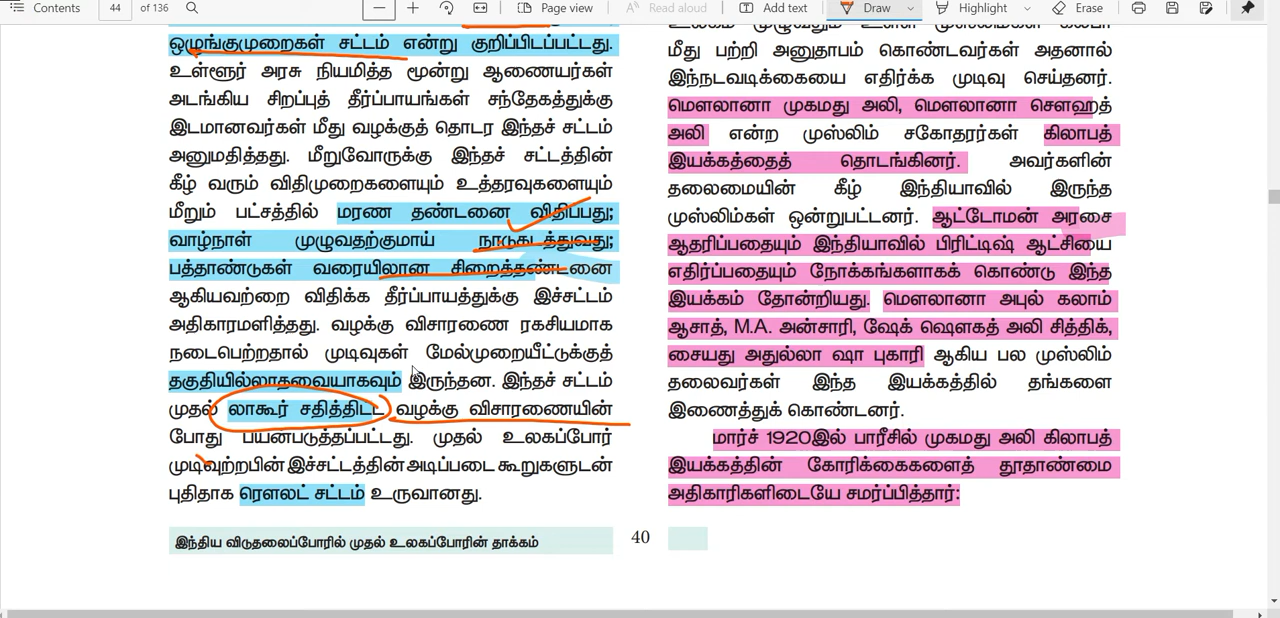 Contents
44 of 136
Page view
Read aloud
Add text
Draw
Highlight
Erase
ஒழுங்குமுறைகள் சட்டம் என்று குறிப்பிடப்பட்டது.
உள்ளூர் அரசு நியமித்த மூன்று ஆணையர்கள்
அடங்கிய சிறப்புத் தீர்ப்பாயங்கள் சந்தேகத்துக்கு
இடமானவர்கள் மீது வழக்குத் தொடர இந்தச் சட்டம்
அனுமதித்தது. மீறுவோருக்கு இந்தச் சட்டத்தின்
கீழ் வரும் விதிமுறைகளையும் உத்தரவுகளையும்
மீறும் பட்சத்தில் மரண தண்டனை விதிப்பது;
வாழ்நாள் முழுவதற்குமாய் நாடுகடத்துவது;
பத்தாண்டுகள் வரையிலான சிறைத்தண்டனை
ஆகியவற்றை விதிக்க தீர்ப்பாயத்துக்கு இச்சட்டம்
அதிகாரமளித்தது. வழக்கு விசாரணை ரகசியமாக
நடைபெற்றதால் முடிவுகள் மேல்முறையீட்டுக்குத்
தகுதியில்லாதவையாகவும் இருந்தன. இந்தச் சட்டம்
முதல் லாகூர் சதித்திட்ட வழக்கு விசாரணையின்
போது பயன்படுத்தப்பட்டது. முதல் உலகப்போர்
முடிவுற்றபின் இச்சட்டத்தின் அடிப்படை கூறுகளுடன்
புதிதாக ரௌலட் சட்டம் உருவானது.
மீது பற்றி அனுதாபம் கொண்டவர்கள் அதனால்
இந்நடவடிக்கையை எதிர்க்க முடிவு செய்தனர்.
மௌலானா முகமது அலி, மௌலானா சௌஹத்
அலி என்ற முஸ்லிம் சகோதரர்கள் கிலாபத்
இயக்கத்தைத் தொடங்கினர். அவர்களின்
தலைமையின் கீழ் இந்தியாவில் இருந்த
முஸ்லிம்கள் ஒன்றுபட்டனர். ஆட்டோமன் அரசை
ஆதரிப்பதையும் இந்தியாவில் பிரிட்டிஷ் ஆட்சியை
எதிர்ப்பதையும் நோக்கங்களாகக் கொண்டு இந்த
இயக்கம் தோன்றியது. மௌலானா அபுல் கலாம்
ஆசாத், M.A. அன்சாரி, ஷேக் ஷௌகத் அலி சித்திக்,
சையது அதுல்லா ஷா புகாரி ஆகிய பல முஸ்லிம்
தலைவர்கள் இந்த இயக்கத்தில் தங்களை
இணைத்துக் கொண்டனர்.
மார்ச் 1920இல் பாரீசில் முகமது அலி கிலாபத்
இயக்கத்தின் கோரிக்கைகளைத் தூதாண்மை
அதிகாரிகளிடையே சமர்ப்பித்தார்:
இந்திய விடுதலைப்போரில் முதல் உலகப்போரின் தாக்கம்
40